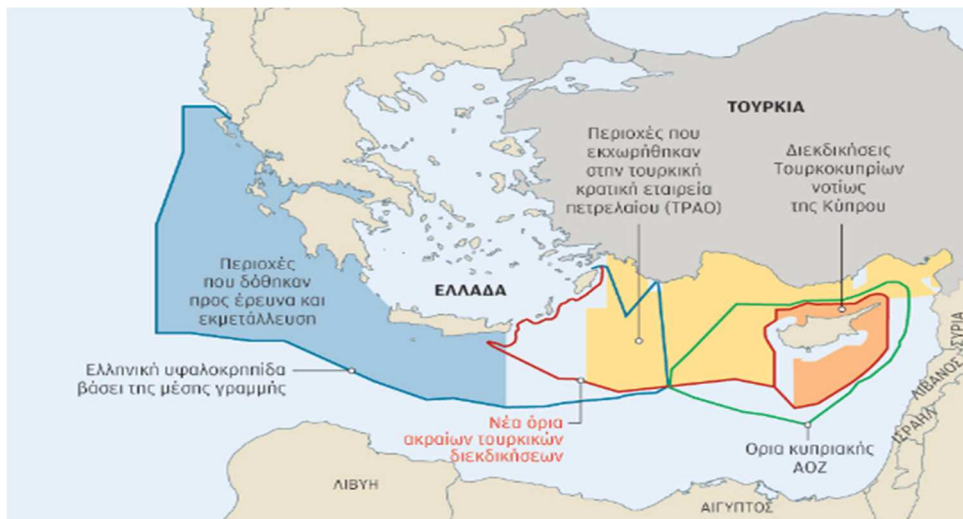 ΤΟΥΡΚΙΑ
Περιοχές που
εκχωρήθηκαν
στην τουρκική
κρατική εταιρεία
πετρελαίου (TPAO)
Διεκδικήσεις
Τουρκοκυπρίων
νοτίως
της Κύπρου
Περιοχές
που δόθηκαν
προς έρευνα και
εκμετάλλευση
ΕΛΛΑΔΑ
Ελληνική υφαλοκρηπίδα
βάσει της μέσης γραμμής
Νέα όρια
ακραίων τουρκικών
διεκδικήσεων
Ορια κυπριακής
ΑΟΖ
ΣΥΡΙΑ
ΛΙΒΑΝΟΣ
ΙΣΡΑΗΛ
ΛΙΒΥΗ
ΑΙΓΥΠΤΟΣ